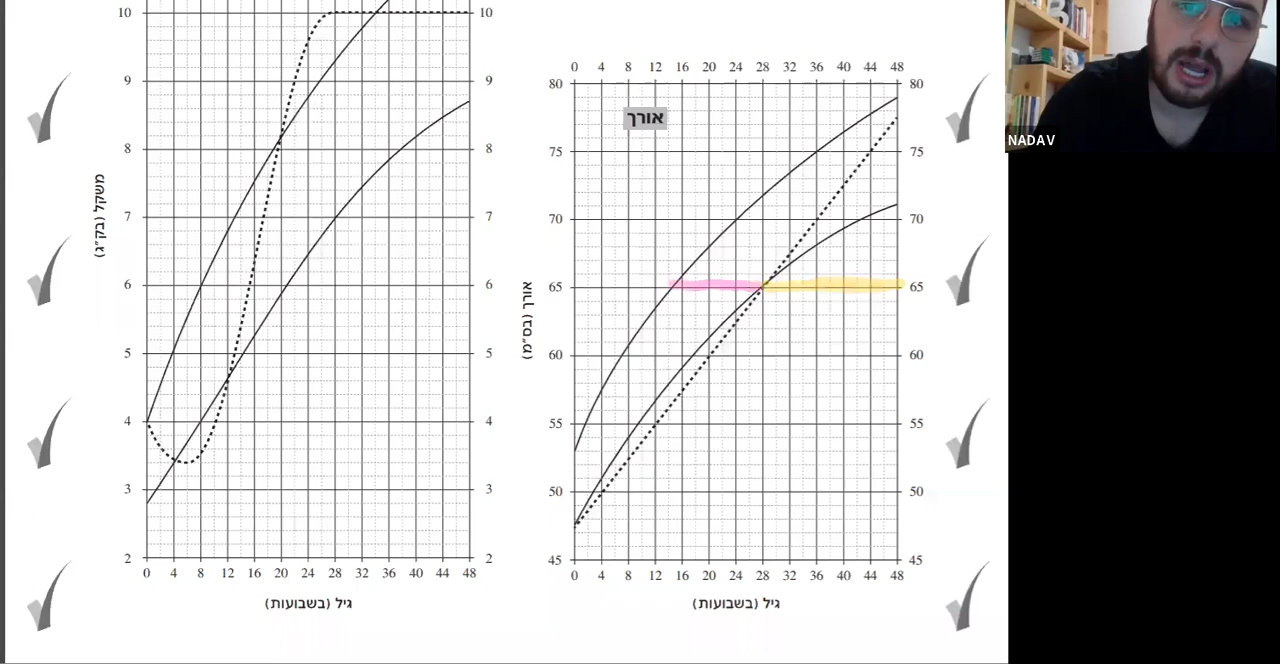 10 10
9 9
8 8
7 7
6 6
5 5
4 4
3 3
2 2
0 4 8 12 16 20 24 28 32 36 40 44 48
משקל (בק"ג)
גיל (בשבועות)
0 4 8 12 16 20 24 28 32 36 40 44 48
80 80
אורך
75 75
70 70
65 65
60 60
55 55
50 50
45 45
0 4 8 12 16 20 24 28 32 36 40 44 48
אורך (בס"מ)
גיל (בשבועות)
NADAV